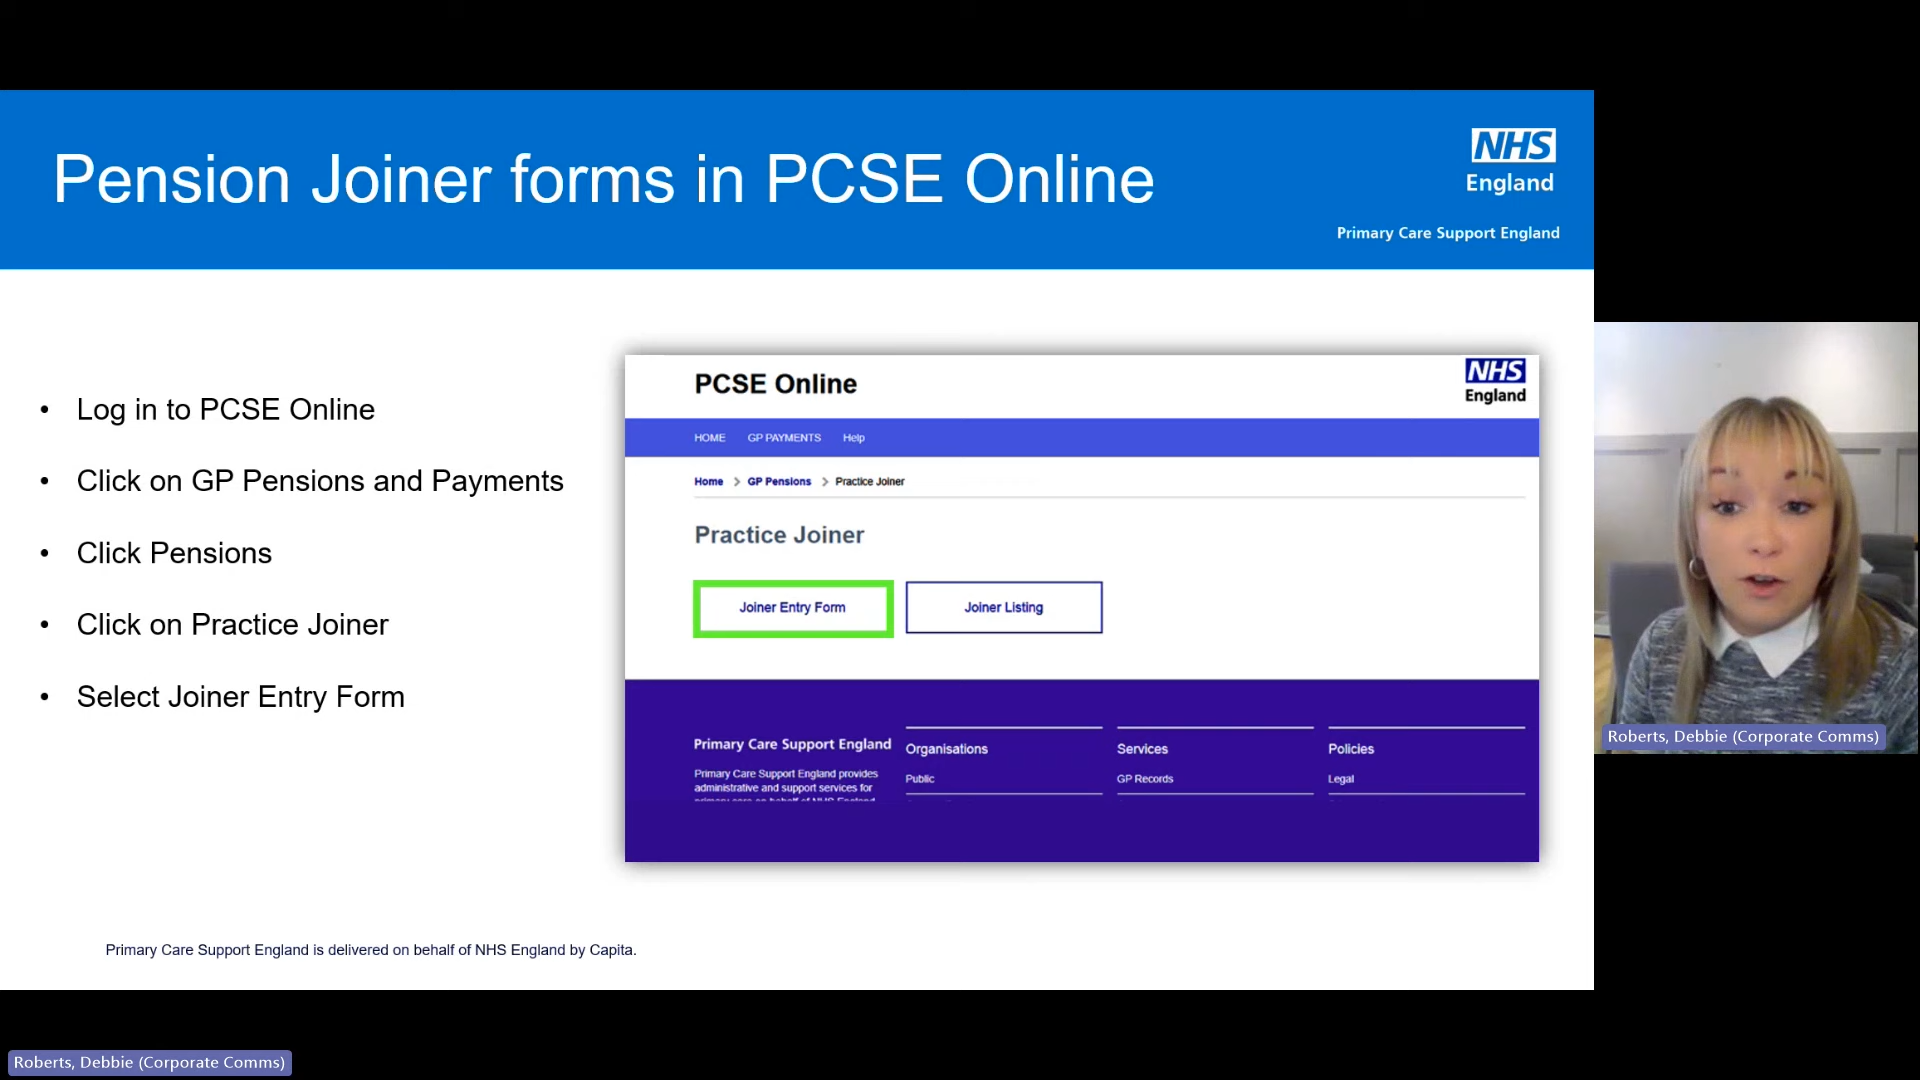 Pension Joiner forms in PCSE Online
NHS
England
Primary Care Support England
• Log in to PCSE Online
• Click on GP Pensions and Payments
• Click Pensions
• Click on Practice Joiner
• Select Joiner Entry Form
PCSE Online
NHS
England
HOME GP PAYMENTS Help
Home > GP Pensions > Practice Joiner
Practice Joiner
Joiner Entry Form
Joiner Listing
Primary Care Support England
Primary Care Support England provides
administrative and support services for
Organisations
Public
Services
GP Records
Policies
Legal
Primary Care Support England is delivered on behalf of NHS England by Capita.
Roberts, Debbie (Corporate Comms)
Roberts, Debbie (Corporate Comms)